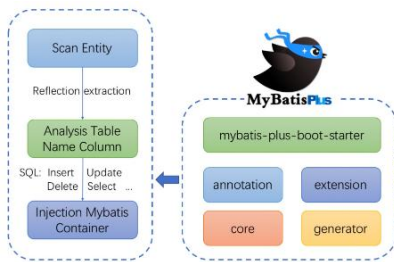 Scan Entity
Reflection extraction
Analysis Table
Name Column
SQL: Insert Update
Delete Select ...
Injection Mybatis
Container
MyBatisPlus
mybatis-plus-boot-starter
annotation
extension
core
generator